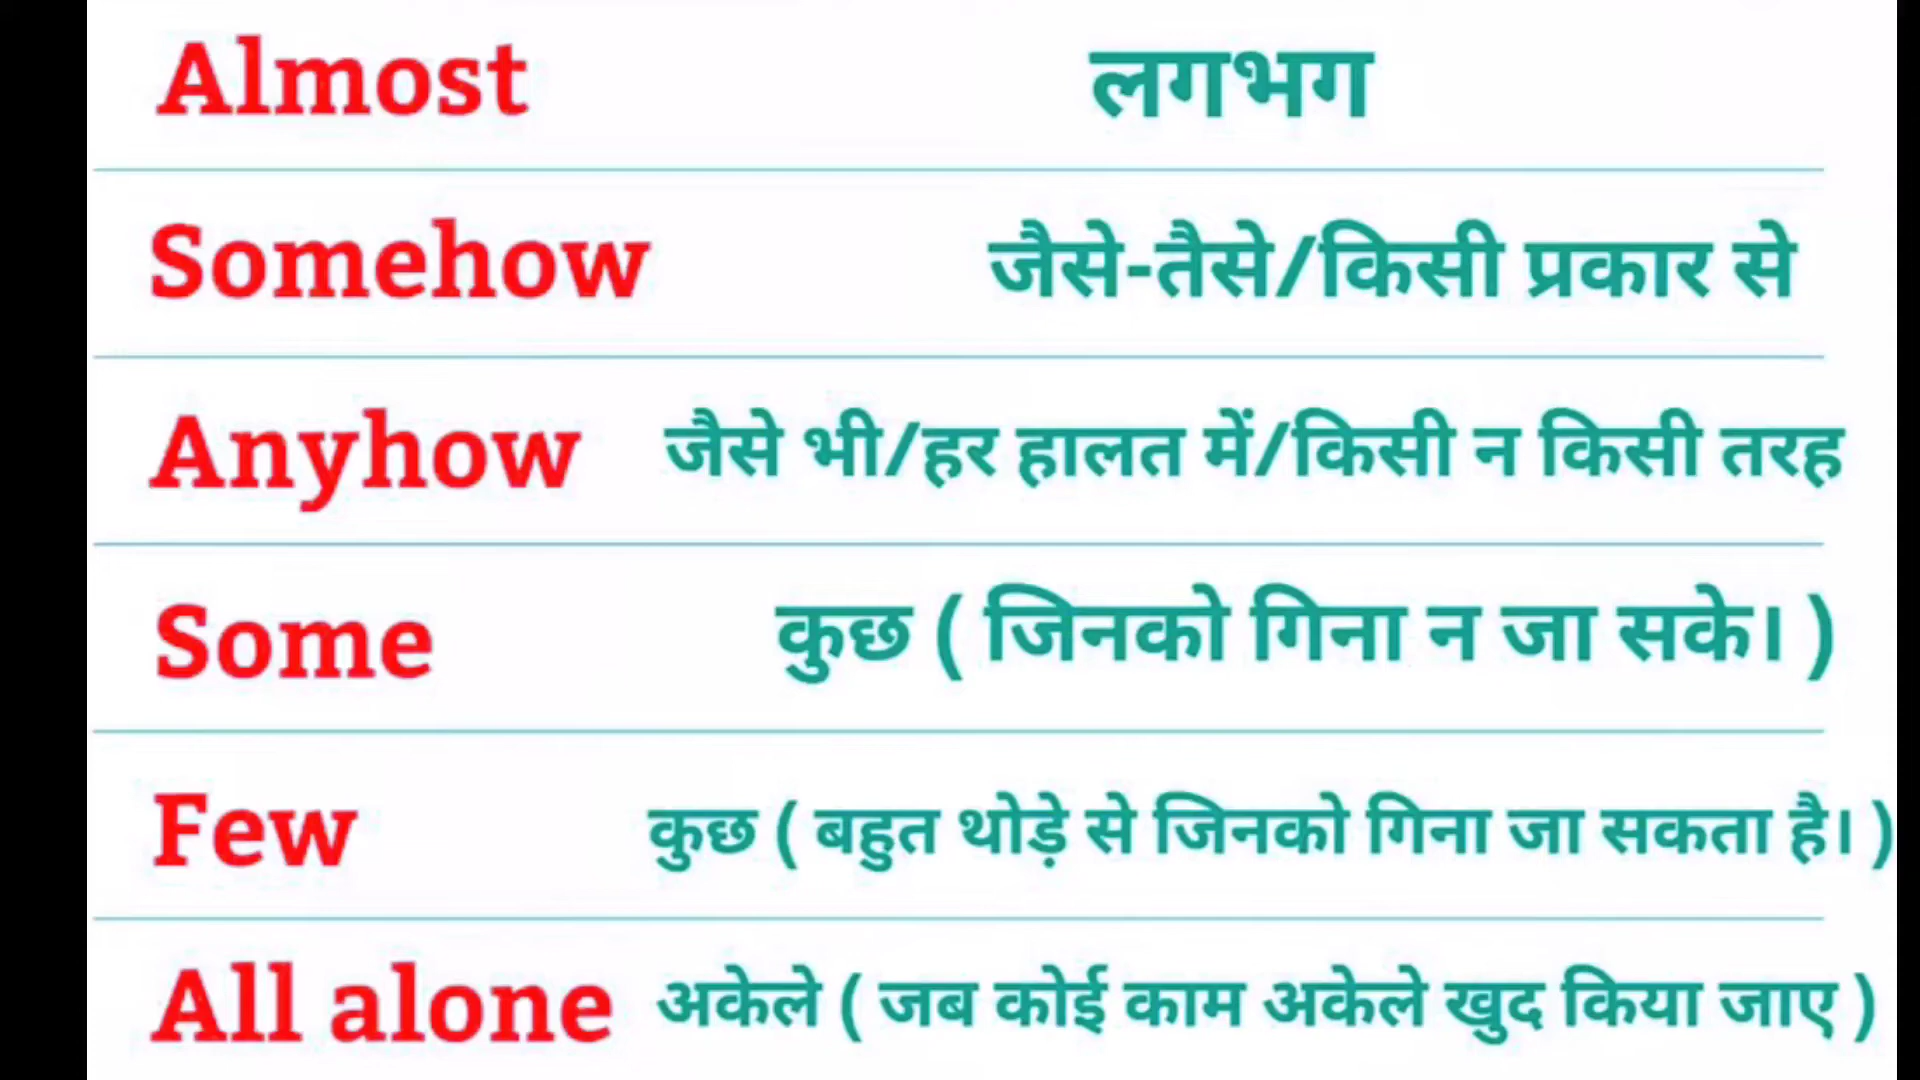 Almost लगभग
Somehow जैसे-तैसे/किसी प्रकार से
Anyhow जैसे भी/हर हालत में/किसी न किसी तरह
Some कुछ ( जिनको गिना न जा सके। )
Few कुछ ( बहुत थोड़े से जिनको गिना जा सकता है। )
All alone अकेले ( जब कोई काम अकेले खुद किया जाए )